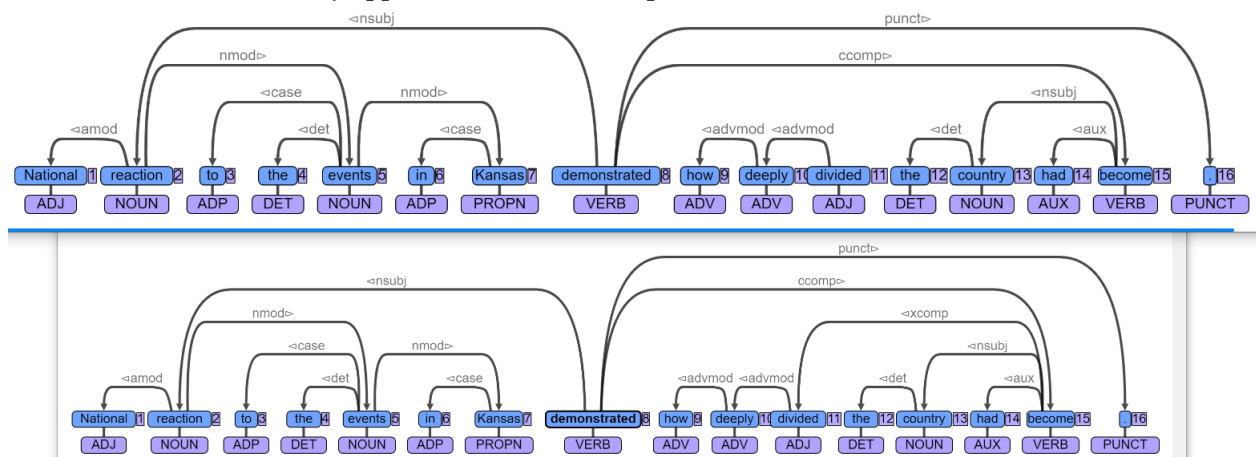 ◅nsubj punct▻
nmod▻ ccomp▻
◅case nmod▻ ◅nsubj
◅amod ◅det ◅case ◅advmod ◅advmod ◅det ◅aux
National 1 reaction 2 to 3 the 4 events 5 in 6 Kansas 7 demonstrated 8 how 9 deeply 10 divided 11 the 12 country 13 had 14 become 15 . 16
ADJ NOUN ADP DET NOUN ADP PROPN VERB ADV ADV ADJ DET NOUN AUX VERB PUNCT
punct▻
◅nsubj ccomp▻
nmod▻ ◅xcomp
◅case nmod▻ ◅nsubj
◅amod ◅det ◅case ◅advmod ◅advmod ◅det ◅aux
National 1 reaction 2 to 3 the 4 events 5 in 6 Kansas 7 demonstrated 8 how 9 deeply 10 divided 11 the 12 country 13 had 14 become 15 . 16
ADJ NOUN ADP DET NOUN ADP PROPN VERB ADV ADV ADJ DET NOUN AUX VERB PUNCT